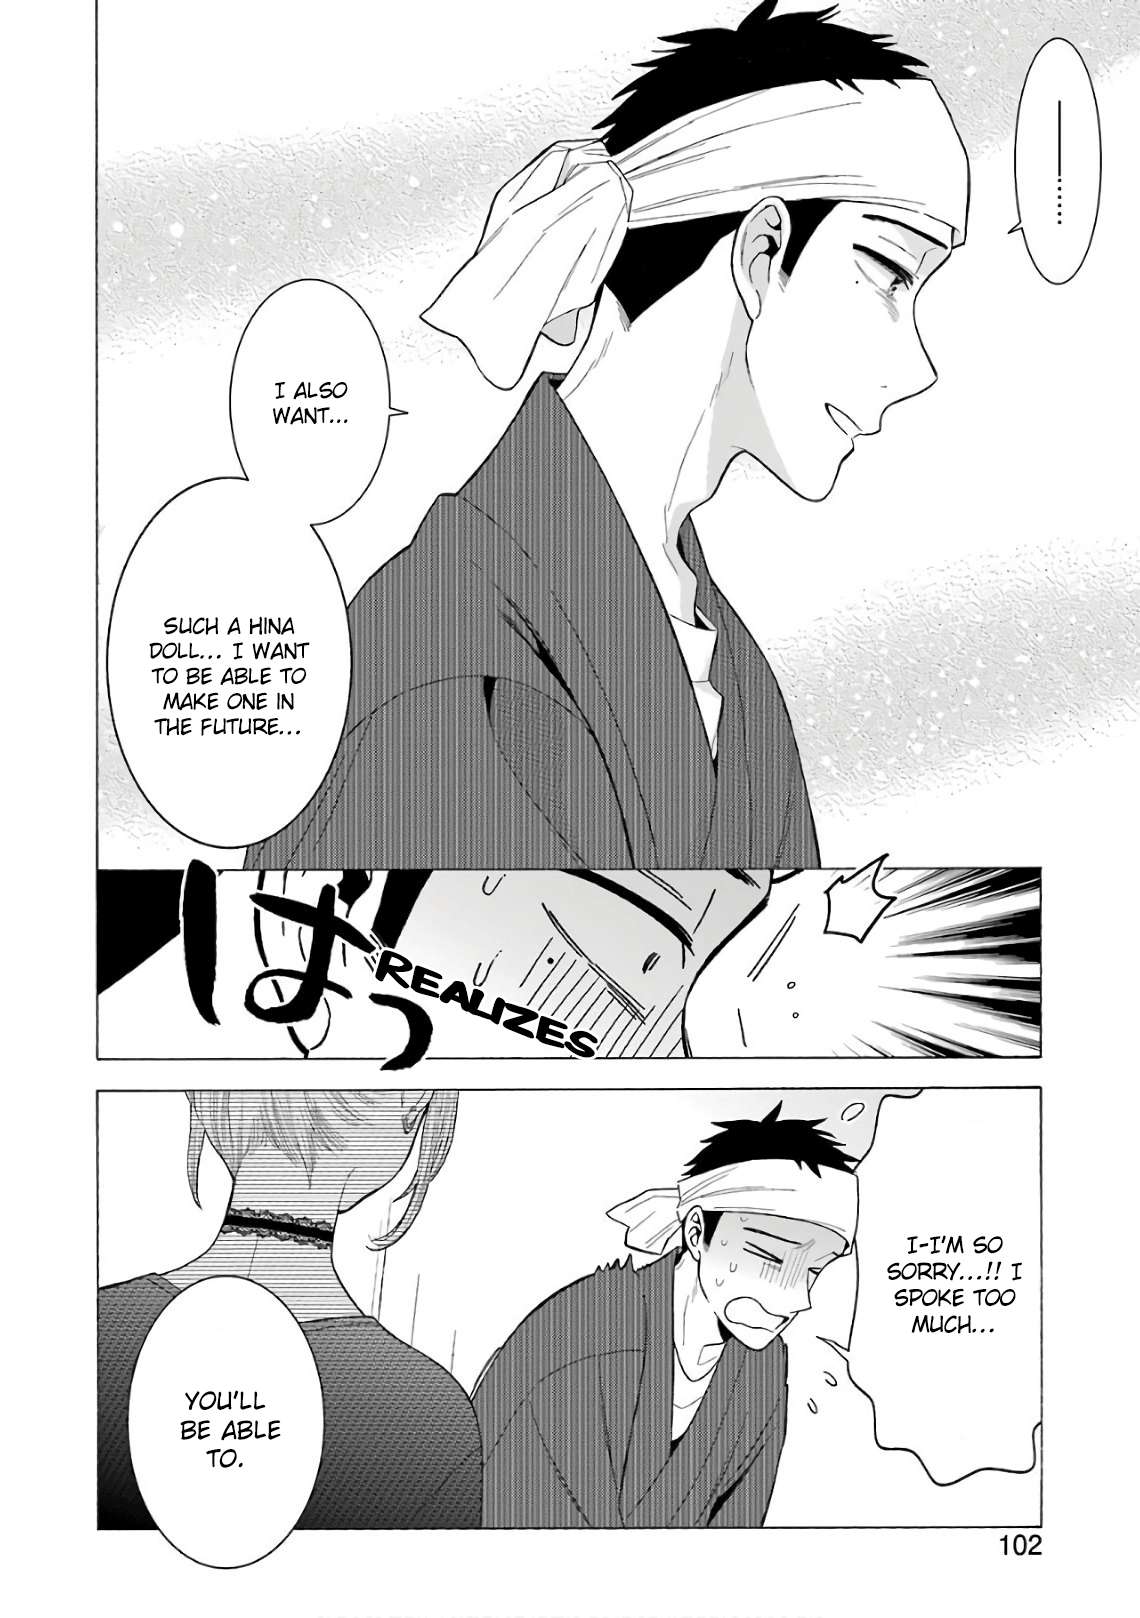 I ALSO
WANT...
SUCH A HINA
DOLL... I WANT
TO BE ABLE TO
MAKE ONE IN
THE FUTURE...
ぱっ
REALIZES
I-I'M SO
SORRY...!! I
SPOKE TOO
MUCH...
YOU'LL
BE ABLE
TO.
102